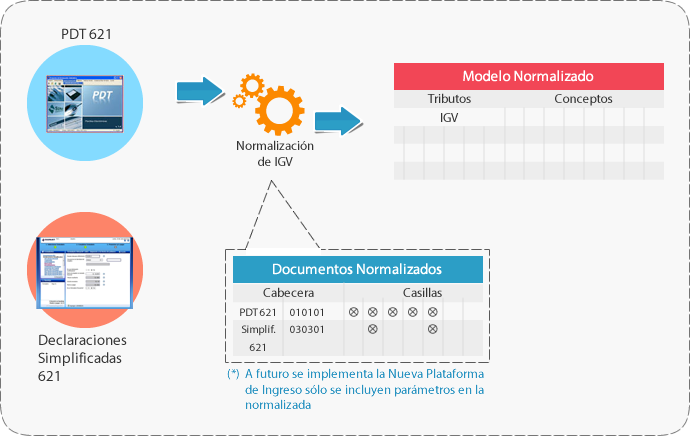 PDT 621
PDT
Normalización
de IGV
Modelo Normalizado
Tributos Conceptos
IGV
Declaraciones
Simplificadas
621
Documentos Normalizados
Cabecera Casillas
PDT 621 010101
Simplif. 030301
621
(*) A futuro se implementa la Nueva Plataforma
de Ingreso sólo se incluyen parámetros en la
normalizada